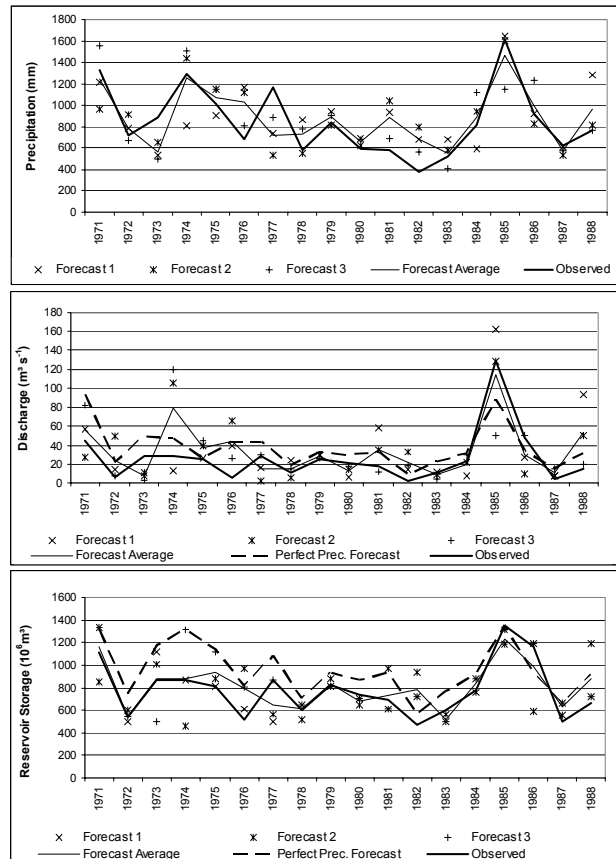 1800
1600
1400
1200
1000
800
600
400
200
0
Precipitation (mm)
1971 1972 1973 1974 1975 1976 1977 1978 1979 1980 1981 1982 1983 1984 1985 1986 1987 1988
Forecast 1 Forecast 2 Forecast 3 Forecast Average Observed
180
160
140
120
100
80
60
40
20
0
Discharge (m³ s⁻¹)
1971 1972 1973 1974 1975 1976 1977 1978 1979 1980 1981 1982 1983 1984 1985 1986 1987 1988
Forecast 1 Forecast 2 Forecast 3
Forecast Average Perfect Prec. Forecast Observed
1600
1400
1200
1000
800
600
400
200
0
Reservoir Storage (10⁶m³)
1971 1972 1973 1974 1975 1976 1977 1978 1979 1980 1981 1982 1983 1984 1985 1986 1987 1988
Forecast 1 Forecast 2 Forecast 3
Forecast Average Perfect Prec. Forecast Observed